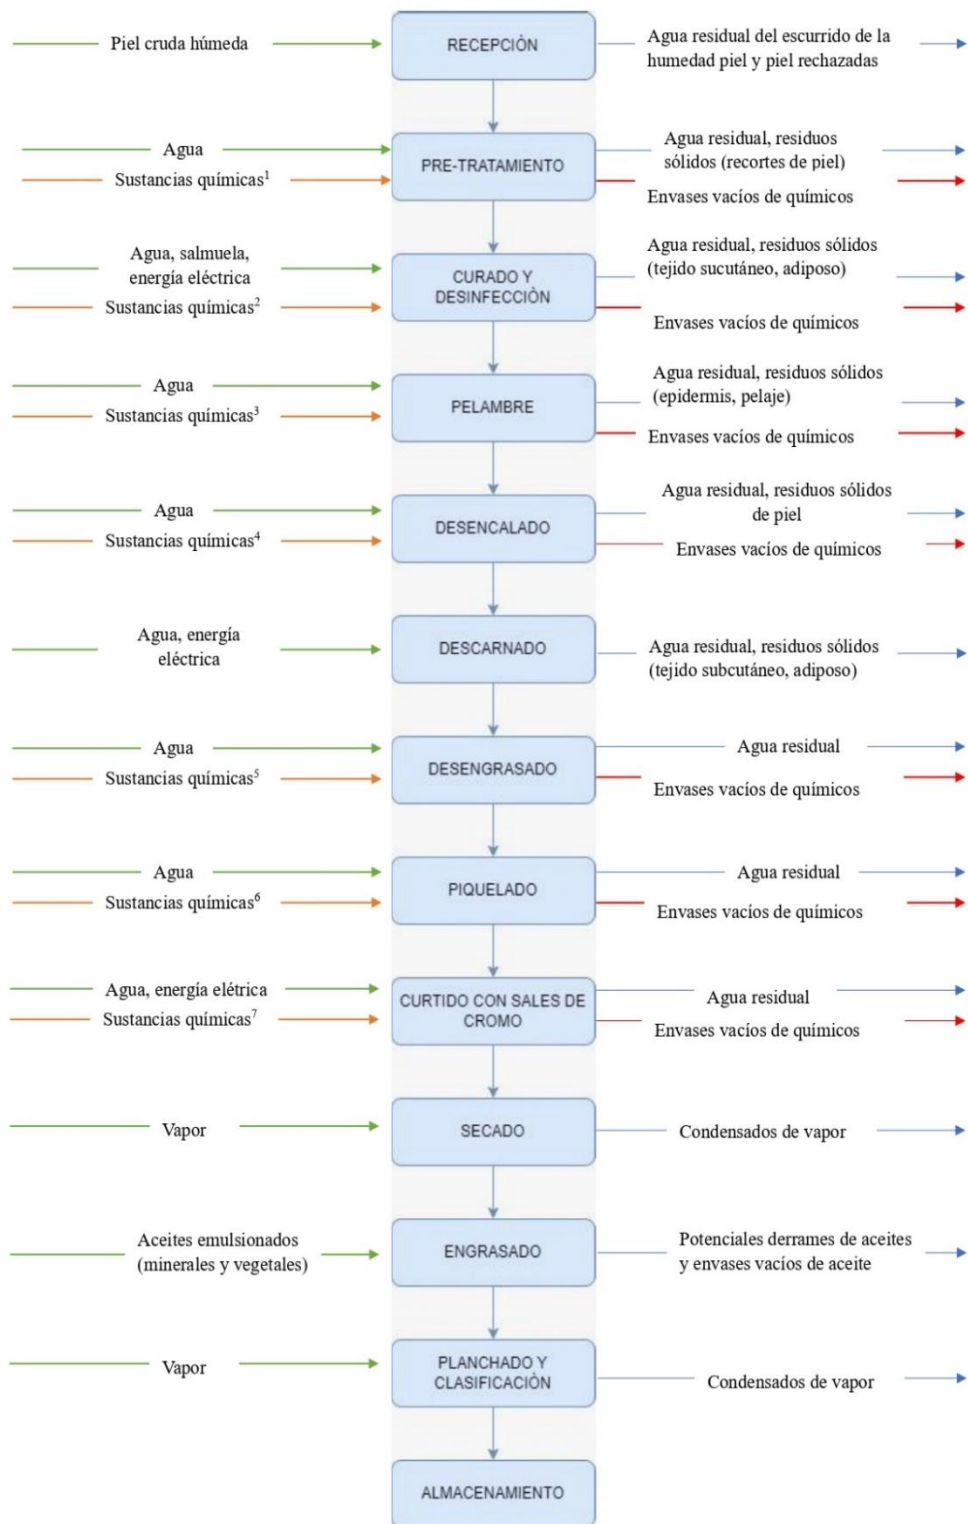 Piel cruda húmeda
RECEPCIÒN
Agua residual del escurrido de la
humedad piel y piel rechazadas
Agua
Sustancias químicas¹
PRE-TRATAMIENTO
Agua residual, residuos
sólidos (recortes de piel)
Envases vacíos de químicos
Agua, salmuela,
energía eléctrica
Sustancias químicas²
CURADO Y
DESINFECCIÒN
Agua residual, residuos sólidos
(tejido sucutáneo, adiposo)
Envases vacíos de químicos
Agua
Sustancias químicas³
PELAMBRE
Agua residual, residuos sólidos
(epidermis, pelaje)
Envases vacíos de químicos
Agua
Sustancias químicas⁴
DESENCALADO
Agua residual, residuos sólidos
de piel
Envases vacíos de químicos
Agua, energía
eléctrica
DESCARNADO
Agua residual, residuos sólidos
(tejido subcutáneo, adiposo)
Agua
Sustancias químicas⁵
DESENGRASADO
Agua residual
Envases vacíos de químicos
Agua
Sustancias químicas⁶
PIQUELADO
Agua residual
Envases vacíos de químicos
Agua, energía elétrica
Sustancias químicas⁷
CURTIDO CON SALES DE
CROMO
Agua residual
Envases vacíos de químicos
Vapor
SECADO
Condensados de vapor
Aceites emulsionados
(minerales y vegetales)
ENGRASADO
Potenciales derrames de aceites
y envases vacíos de aceite
Vapor
PLANCHADO Y
CLASIFICACIÒN
Condensados de vapor
ALMACENAMIENTO